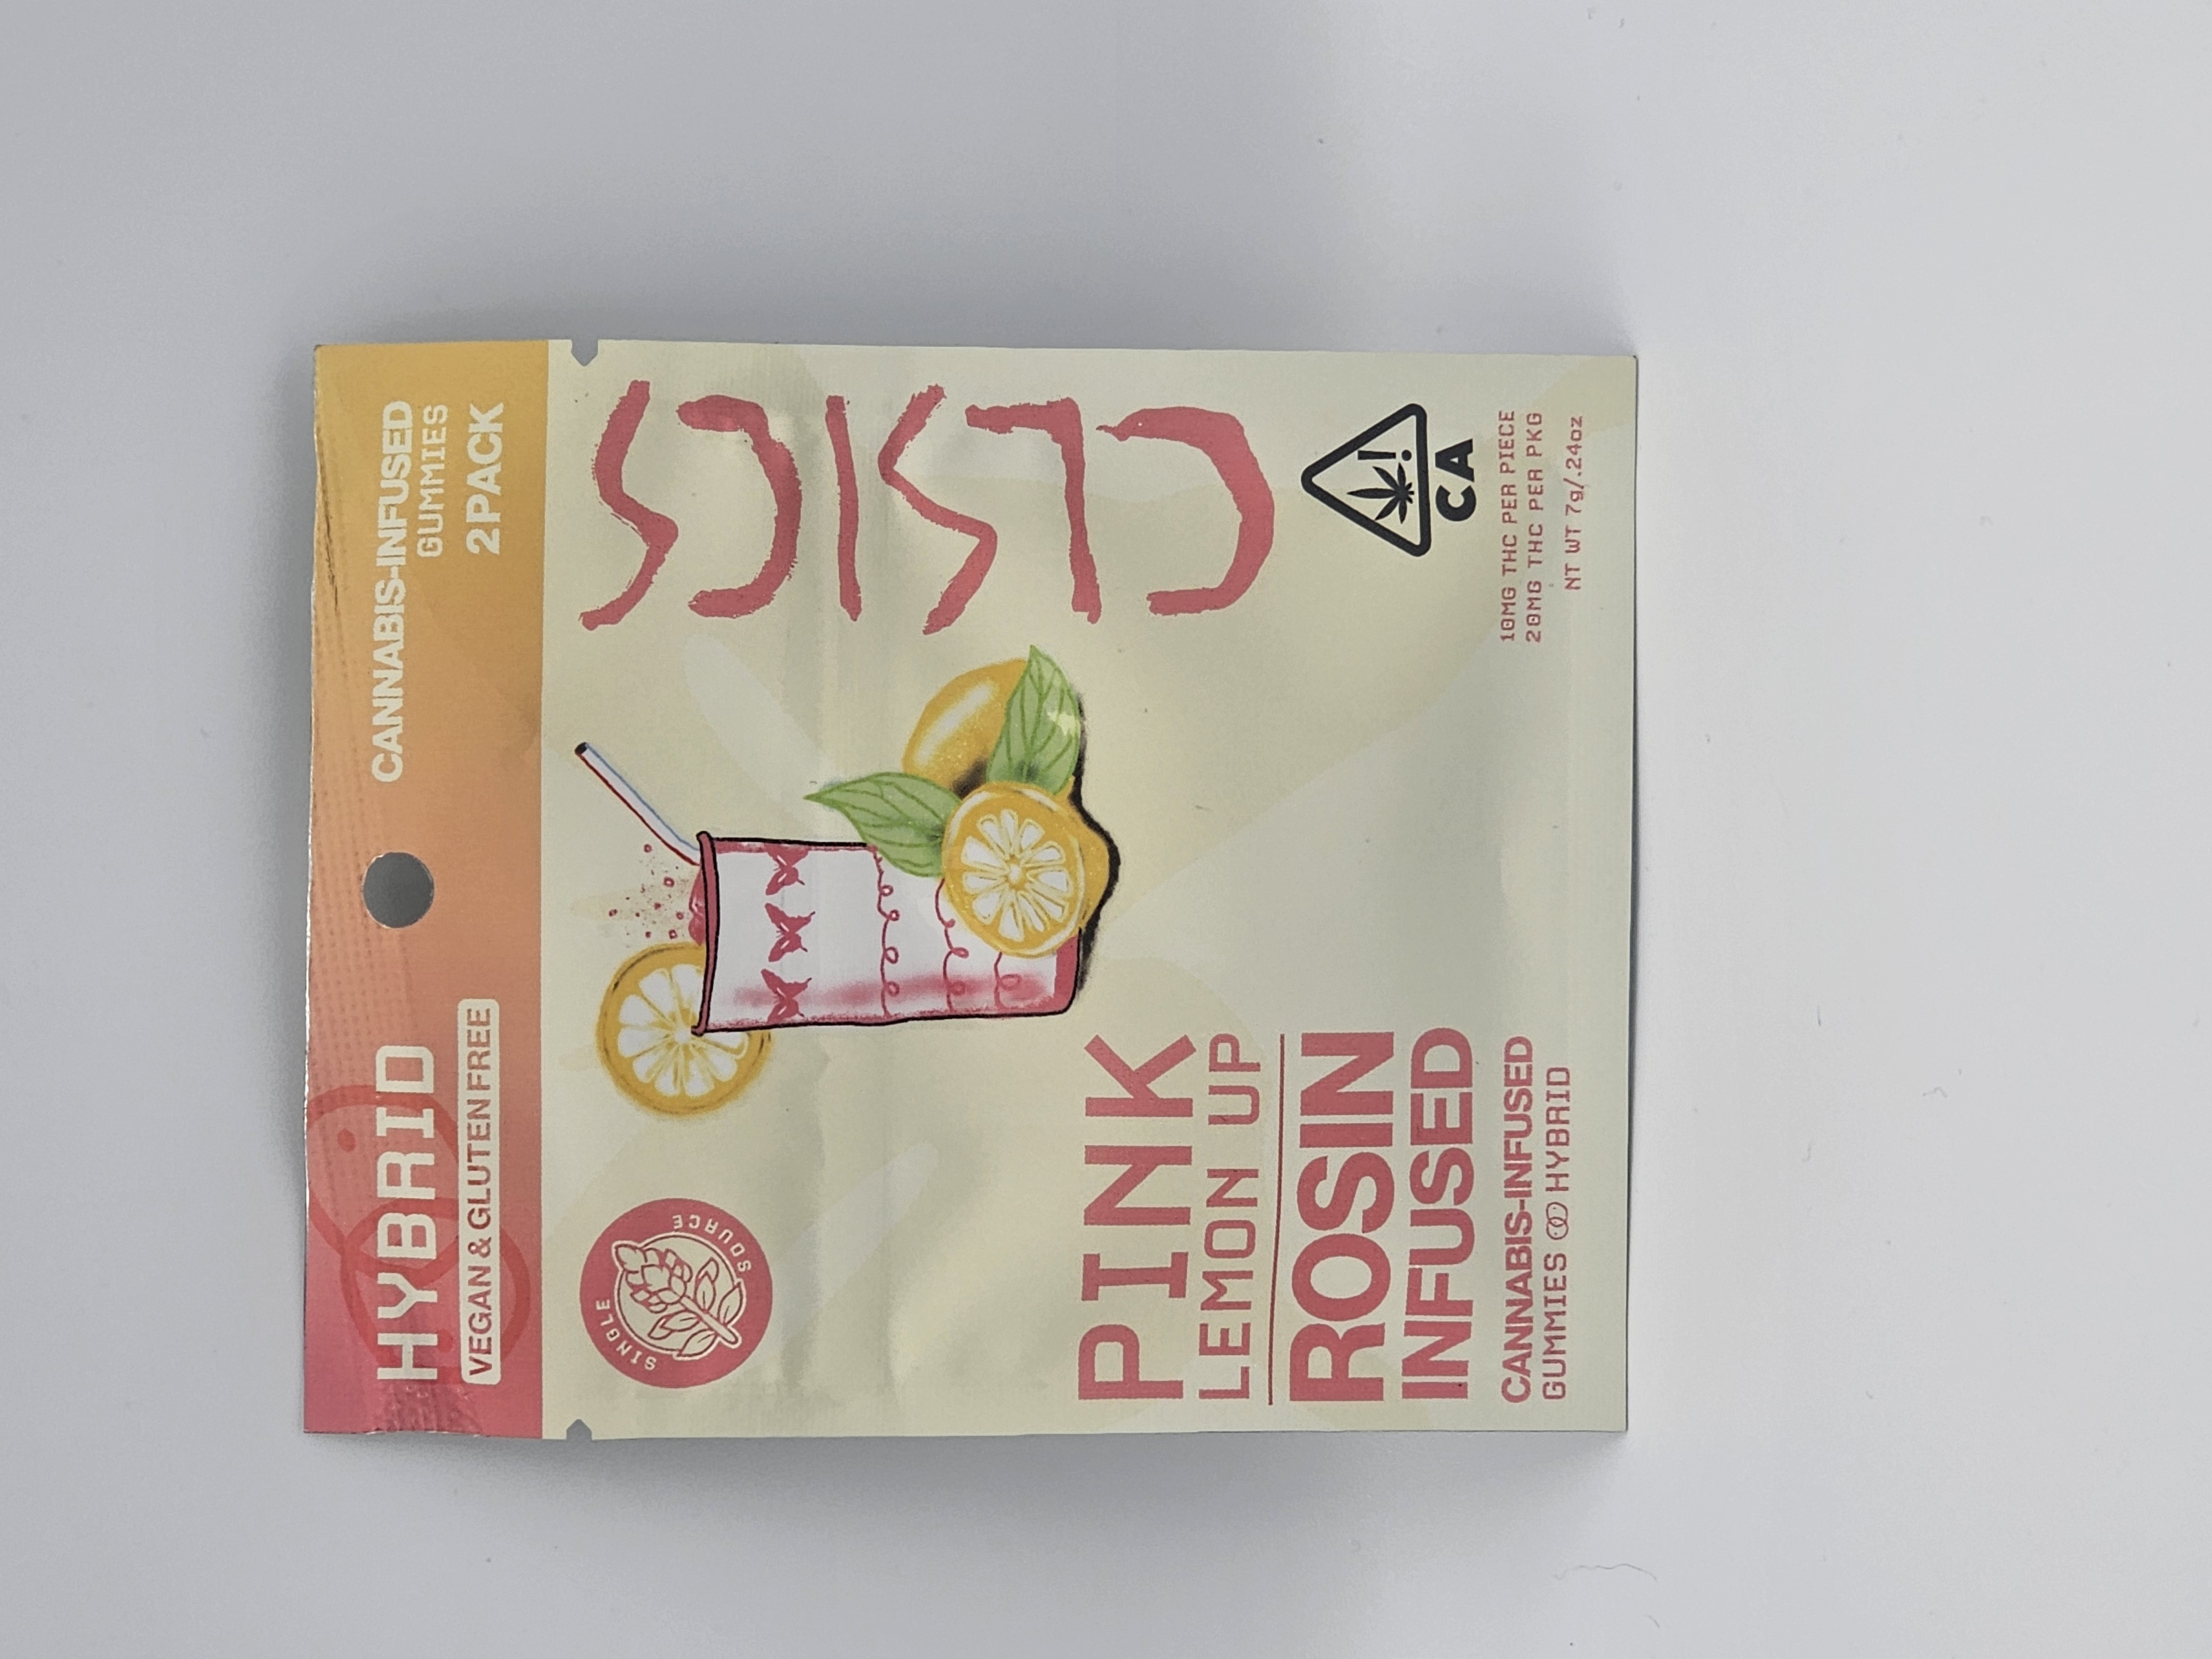 HYBRID
VEGAN & GLUTEN FREE
CANNABIS-INFUSED
GUMMIES
2PACK
SINGLE SOURCE
PINK
LEMON UP
ROSIN
INFUSED
CANNABIS-INFUSED
GUMMIES HYBRID
CA
10MG THC PER PIECE
20MG THC PER PKG
NT WT 7g/.24oz